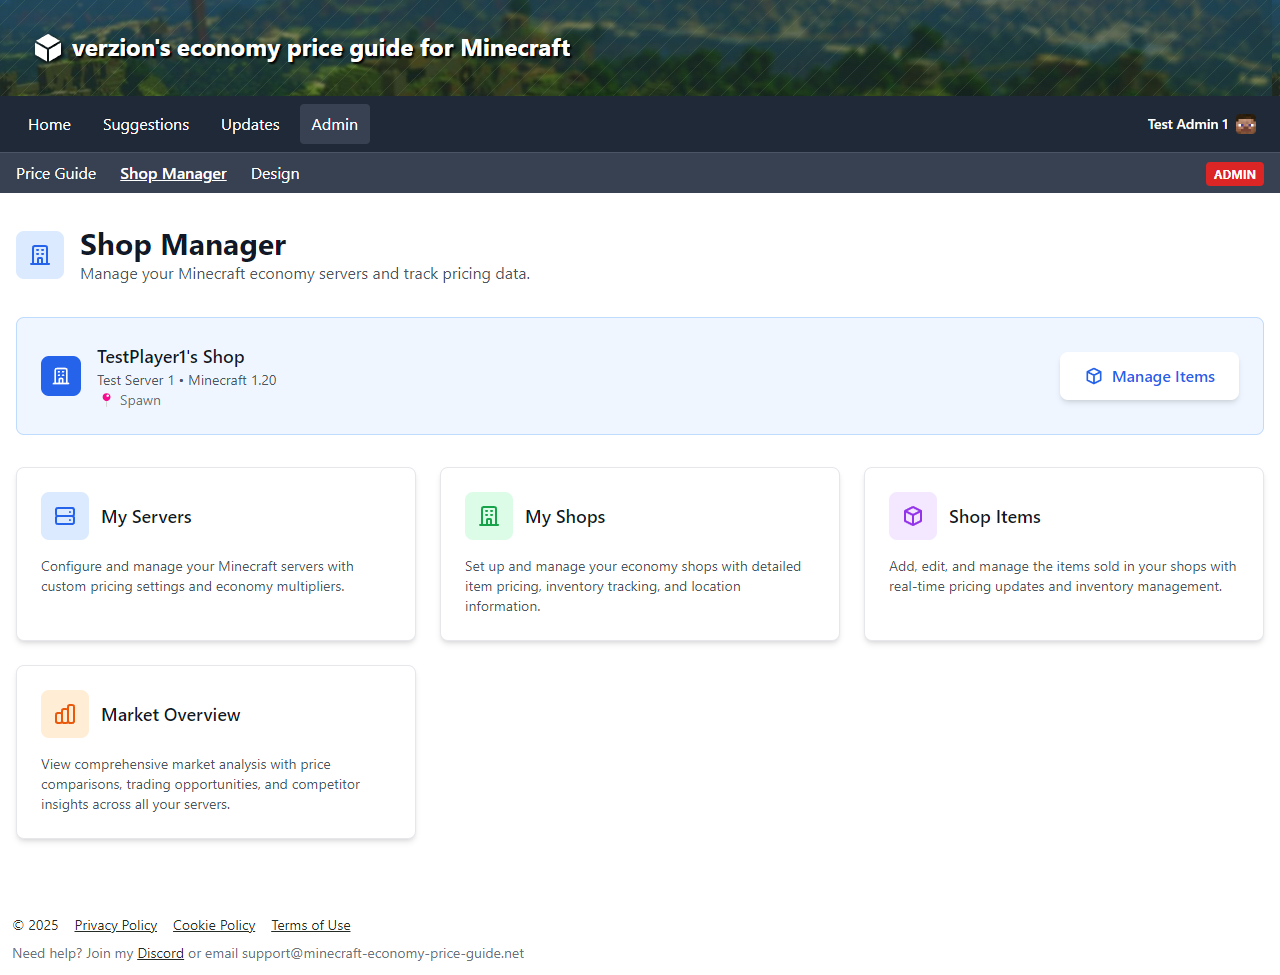 verzion's economy price guide for Minecraft
Home Suggestions Updates Admin Test Admin 1
Price Guide Shop Manager Design ADMIN
Shop Manager
Manage your Minecraft economy servers and track pricing data.
TestPlayer1's Shop
Test Server 1 • Minecraft 1.20
Spawn
Manage Items
My Servers
Configure and manage your Minecraft servers with
custom pricing settings and economy multipliers.
My Shops
Set up and manage your economy shops with detailed
item pricing, inventory tracking, and location
information.
Shop Items
Add, edit, and manage the items sold in your shops with
real-time pricing updates and inventory management.
Market Overview
View comprehensive market analysis with price
comparisons, trading opportunities, and competitor
insights across all your servers.
© 2025 Privacy Policy Cookie Policy Terms of Use
Need help? Join my Discord or email support@minecraft-economy-price-guide.net